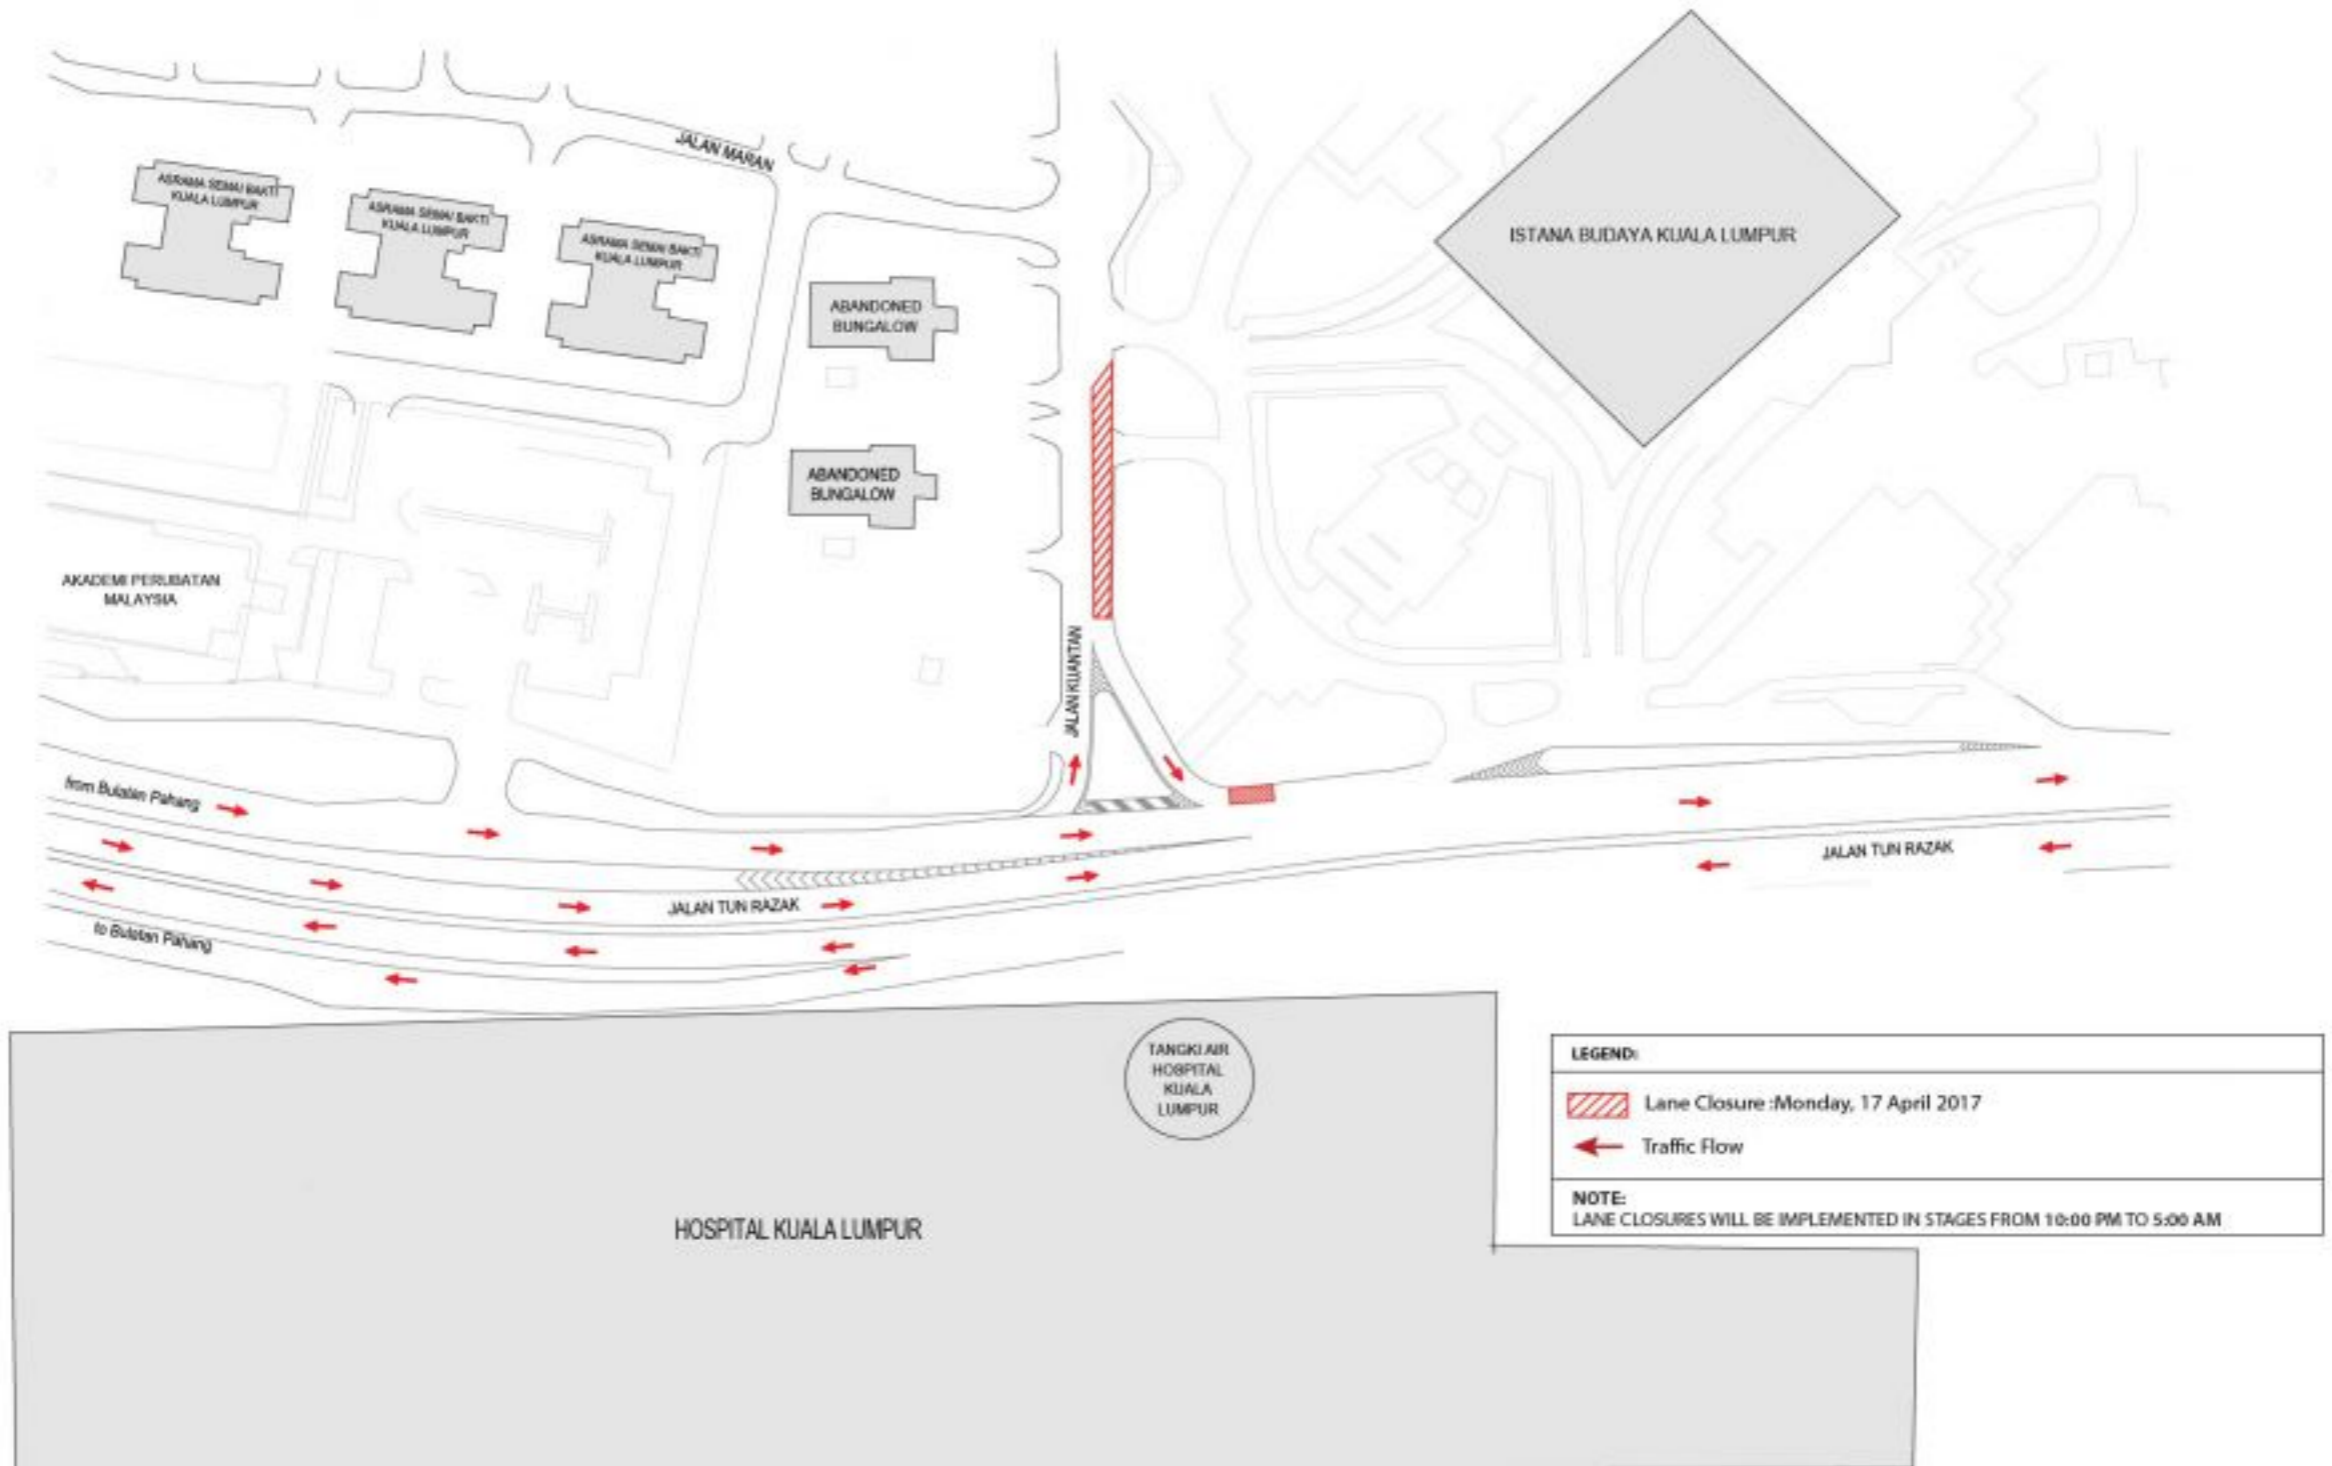 JALAN MARAN
ASRAMA SEMAI BAKTI
KUALA LUMPUR
ASRAMA SEMAI BAKTI
KUALA LUMPUR
ASRAMA SEMAI BAKTI
KUALA LUMPUR
ISTANA BUDAYA KUALA LUMPUR
ABANDONED
BUNGALOW
ABANDONED
BUNGALOW
AKADEMI PERUBATAN
MALAYSIA
JALAN KUANTAN
from Bulatan Pahang
JALAN TUN RAZAK
JALAN TUN RAZAK
to Bulatan Pahang
TANGKI AIR
HOSPITAL
KUALA
LUMPUR
HOSPITAL KUALA LUMPUR
LEGEND:
Lane Closure :Monday, 17 April 2017
Traffic Flow
NOTE:
LANE CLOSURES WILL BE IMPLEMENTED IN STAGES FROM 10:00 PM TO 5:00 AM